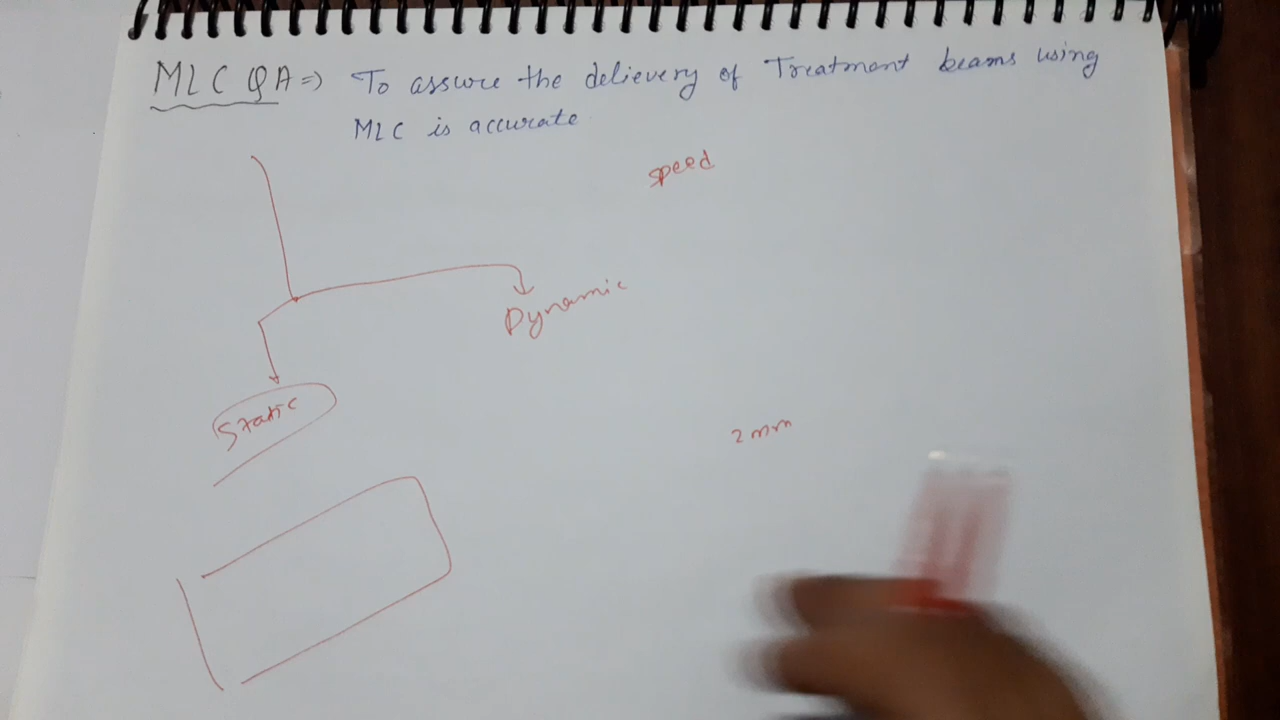 MLC QA => To assure the delievery of Treatment beams using
MLC is accurate
speed
Dynamic
Static
2 mm